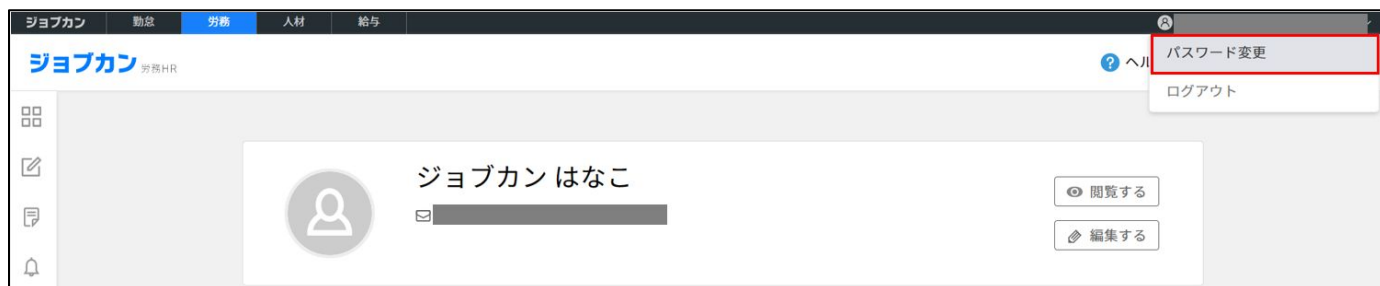 ジョブカン 勤怠 労務 人材 給与
ジョブカン 労務HR
? ヘル
パスワード変更
ログアウト
ジョブカン はなこ
閲覧する
編集する